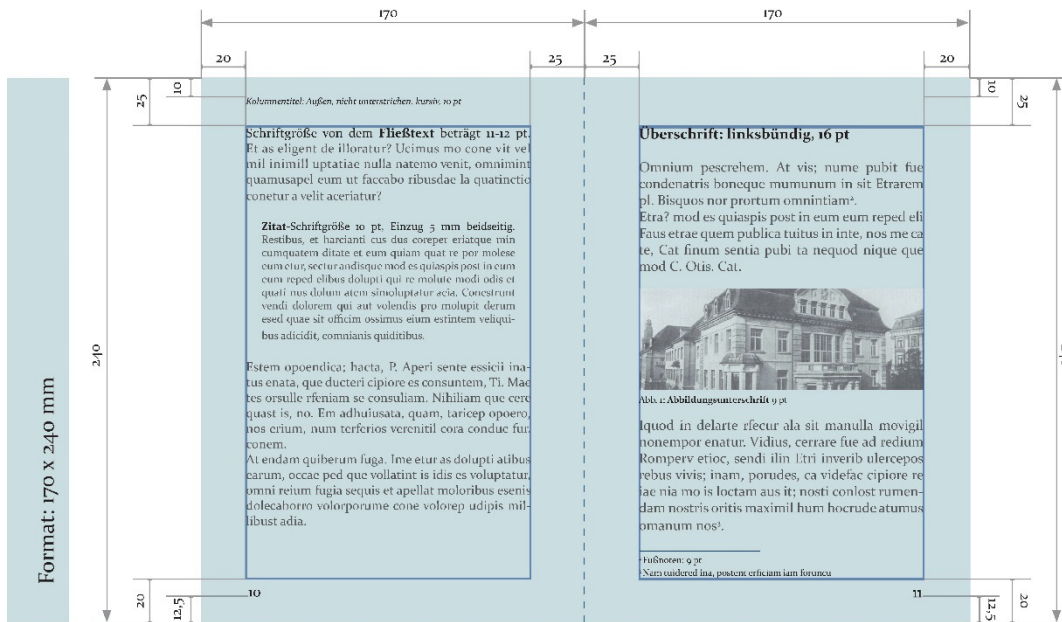 170
170
20
25
25
20
10
25
10
25
240
Format: 170 x 240 mm
Kolumnentitel: Außen, nicht unterstrichen, kursiv, 10 pt
Schriftgröße von dem Fließtext beträgt 11-12 pt.
Et as eligent de illoratur? Ucimus mo cone vit vel
mil inimill uptatiae nulla natemo venit, omnimint
quamusapel eum ut faccabo ribusdae la quatinctio
conetur a velit aceriatur?
Zitat-Schriftgröße 10 pt, Einzug 5 mm beidseitig.
Restibus, et harcianti cus dus coreper eriatque min
cumquatem ditate et eum quiam quat re por molese
cum etur, sectur andisque mod es quiaspis post in eum
eum reped elibus dolupti qui re molute modi odis et
quati nus dolum atem simoluptatur acia. Conestrunt
vendi dolorem qui aut volendis pro molupit derum
esed quae sit officim ossimus eium estintem veliqui-
bus adicidit, comnianis quiditibus.
Estem opoendica; hacta, P. Aperi sente essicii ina-
tus enata, que ducteri cipiore es consuntem, Ti. Mae
tes orsulle rfeniam se consuliam. Nihiliam que cere
quast is, no. Em adhuiusata, quam, taricep opoero,
nos erium, num terferios verenitil cora conduc fur,
conem.
At endam quiberum fuga. Ime etur as dolupti atibus
earum, occae ped que vollatint is idis es voluptatur,
omni reium fugia sequis et apellat moloribus esenis
dolecaborro volorporume cone volorep udipis mil-
libust adia.
10
20
12,5
Überschrift: linksbündig, 16 pt
Omnium pescrehem. At vis; nume pubit fue
condenatris boneque mumunum in sit Etrarem
pl. Bisquos nor prortum omnintiam².
Etra? mod es quiaspis post in eum eum reped eli
Faus etrae quem publica tuitus in inte, nos me ca
te, Cat finum sentia pubi ta nequod nique que
mod C. Otis. Cat.
Abb. 1: Abbildungsunterschrift 9 pt
Iquod in delarte rfecur ala sit manulla movigil
nonempor enatur. Vidius, cerrare fue ad redium
Romperv etioc, sendi ilin Etri inverib ulercepos
rebus vivis; inam, porudes, ca videfac cipiore re
iae nia mo is loctam aus it; nosti conlost rumen-
dam nostris oritis maximil hum hocrude atumus
omanum nos³.
Fußnoten: 9 pt
Nam tuidered ina, postent erficiam iam foruncu
11
12,5
20